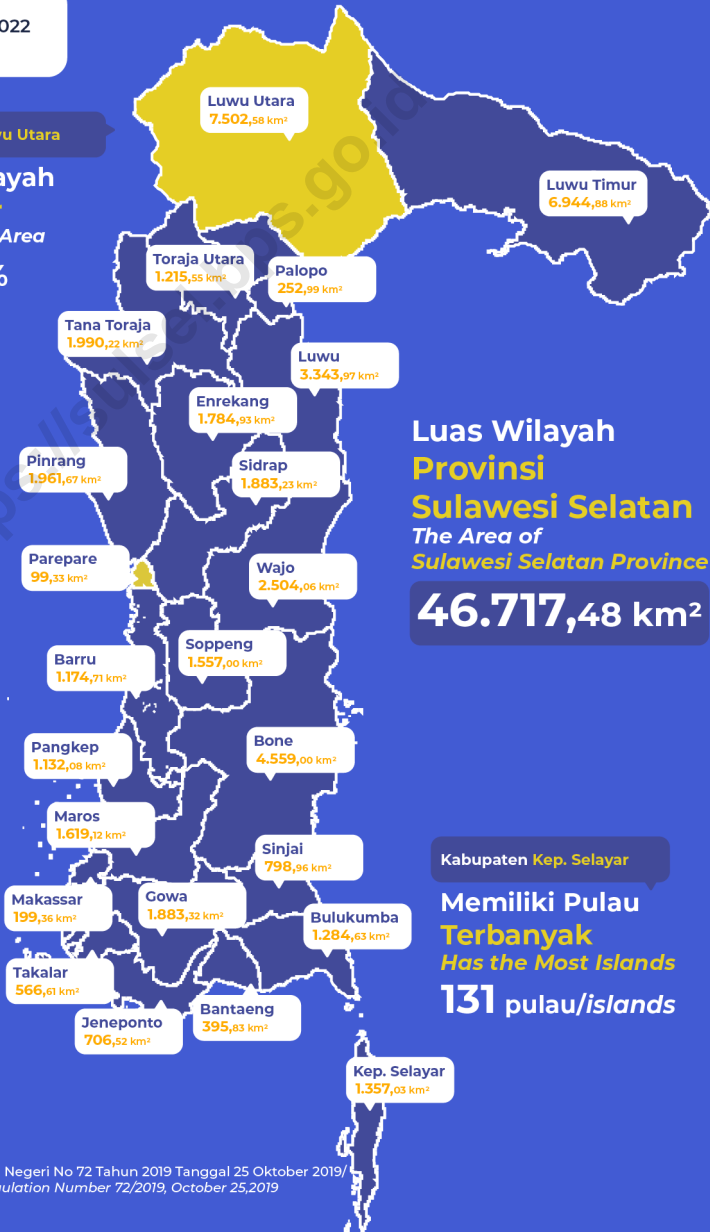 Luwu Utara
7.502,58 km²
Luwu Timur
6.944,88 km²
Toraja Utara
1.215,55 km²
Palopo
252,99 km²
Tana Toraja
1.990,22 km²
Luwu
3.343,97 km²
Enrekang
1.784,93 km²
Pinrang
1.961,67 km²
Sidrap
1.883,23 km²
Parepare
99,33 km²
Wajo
2.504,06 km²
Soppeng
1.557,00 km²
Barru
1.174,71 km²
Pangkep
1.132,08 km²
Bone
4.559,00 km²
Maros
1.619,12 km²
Sinjai
798,96 km²
Makassar
199,36 km²
Gowa
1.883,32 km²
Bulukumba
1.284,63 km²
Takalar
566,61 km²
Jeneponto
706,52 km²
Bantaeng
395,83 km²
Kep. Selayar
1.357,03 km²
Luas Wilayah
Provinsi
Sulawesi Selatan
The Area of
Sulawesi Selatan Province
46.717,48 km²
Kabupaten Kep. Selayar
Memiliki Pulau
Terbanyak
Has the Most Islands
131 pulau/islands
022
u Utara
ayah
Area
%
Negeri No 72 Tahun 2019 Tanggal 25 Oktober 2019/
ulation Number 72/2019, October 25,2019
ps://sulsel.bps.go.id